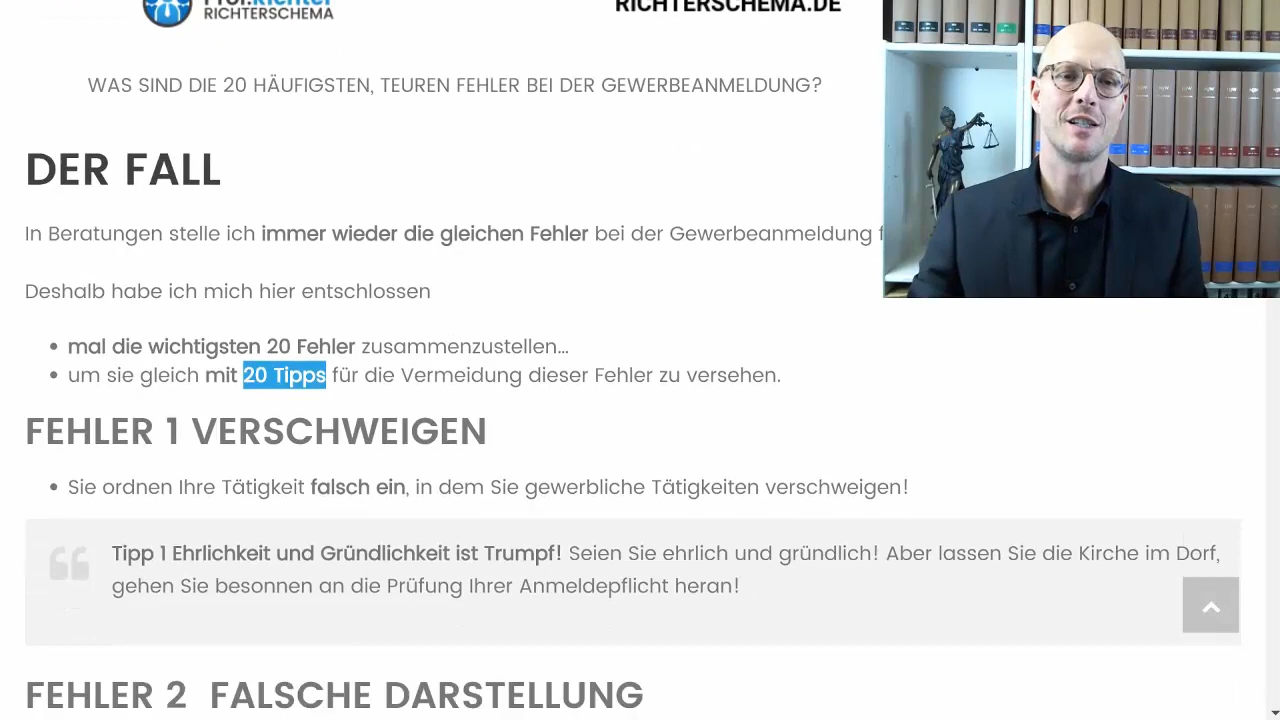 Prof.Richter
RICHTERSCHEMA
RICHTERSCHEMA.DE
WAS SIND DIE 20 HÄUFIGSTEN, TEUREN FEHLER BEI DER GEWERBEANMELDUNG?
DER FALL
In Beratungen stelle ich immer wieder die gleichen Fehler bei der Gewerbeanmeldung f
Deshalb habe ich mich hier entschlossen
• mal die wichtigsten 20 Fehler zusammenzustellen...
• um sie gleich mit 20 Tipps für die Vermeidung dieser Fehler zu versehen.
FEHLER 1 VERSCHWEIGEN
• Sie ordnen Ihre Tätigkeit falsch ein, in dem Sie gewerbliche Tätigkeiten verschweigen!
Tipp 1 Ehrlichkeit und Gründlichkeit ist Trumpf! Seien Sie ehrlich und gründlich! Aber lassen Sie die Kirche im Dorf,
gehen Sie besonnen an die Prüfung Ihrer Anmeldepflicht heran!
FEHLER 2 FALSCHE DARSTELLUNG